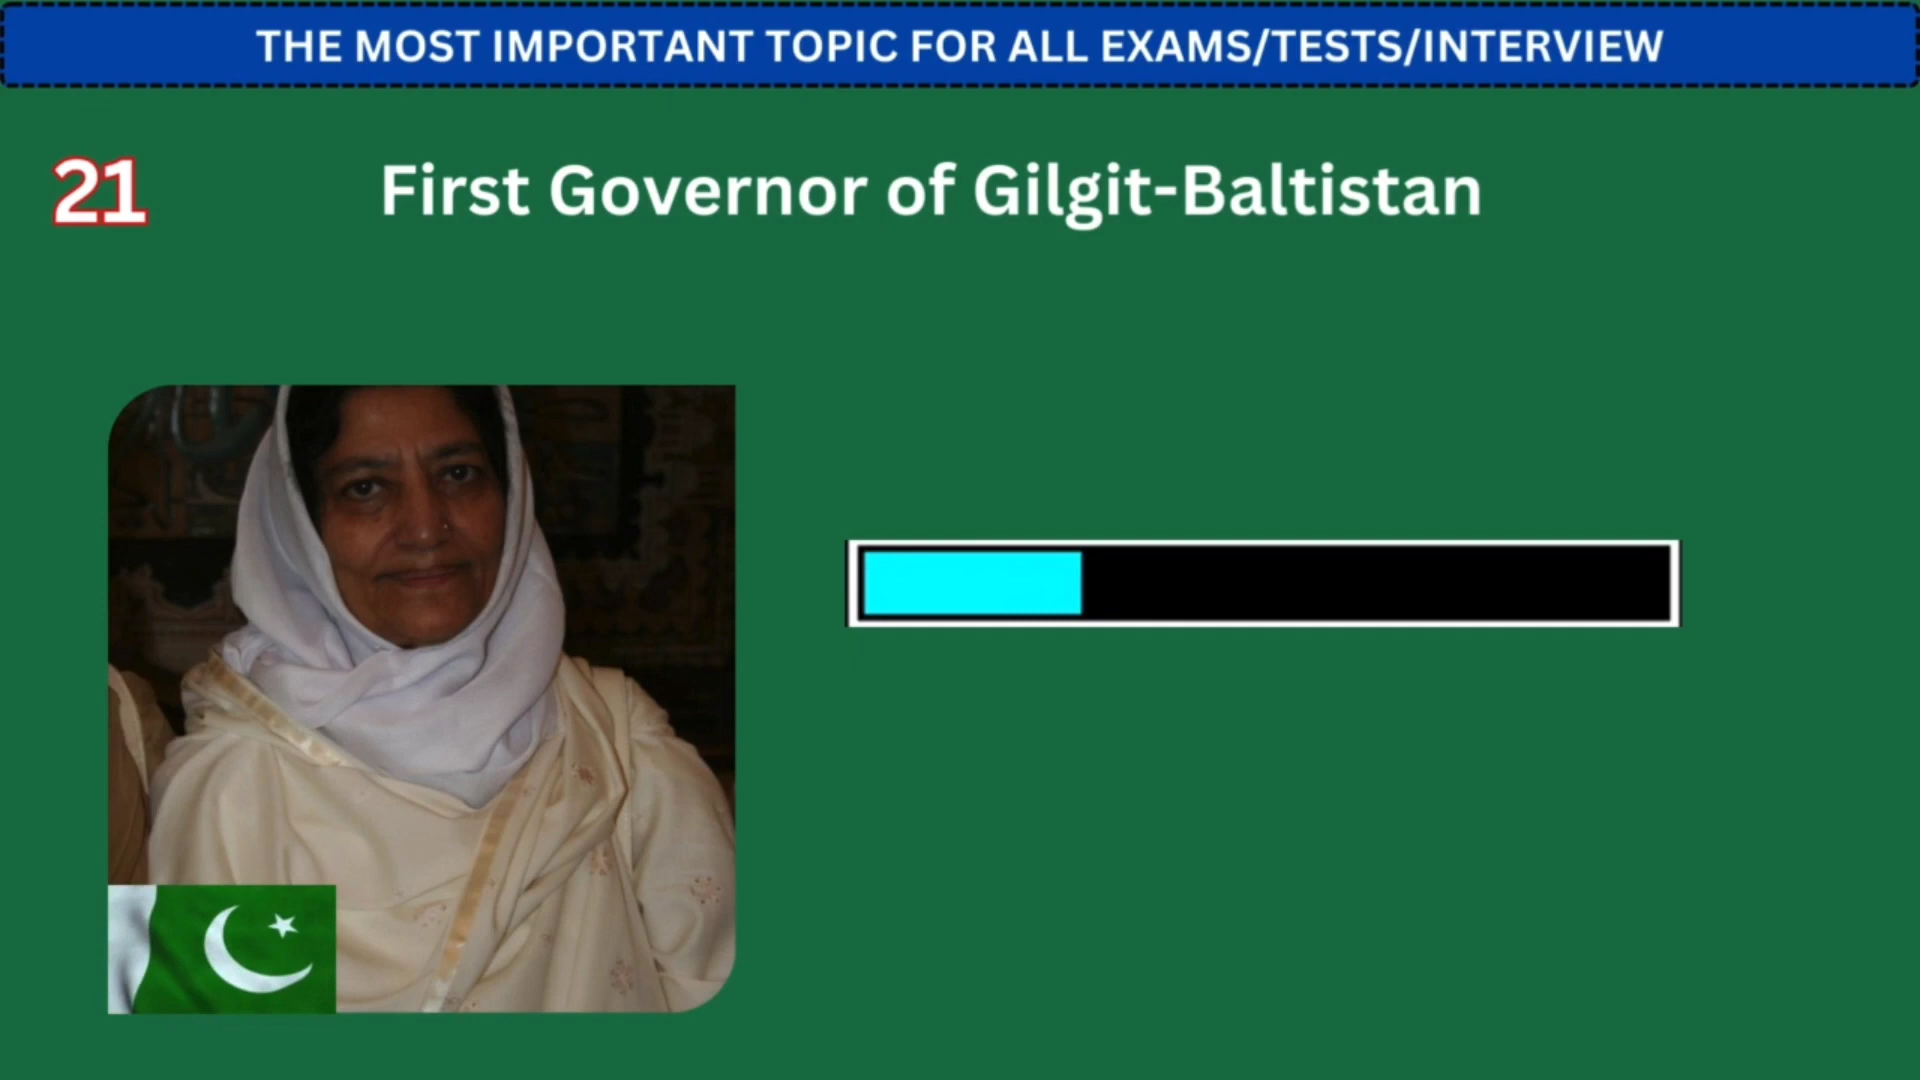 THE MOST IMPORTANT TOPIC FOR ALL EXAMS/TESTS/INTERVIEW
21
First Governor of Gilgit-Baltistan